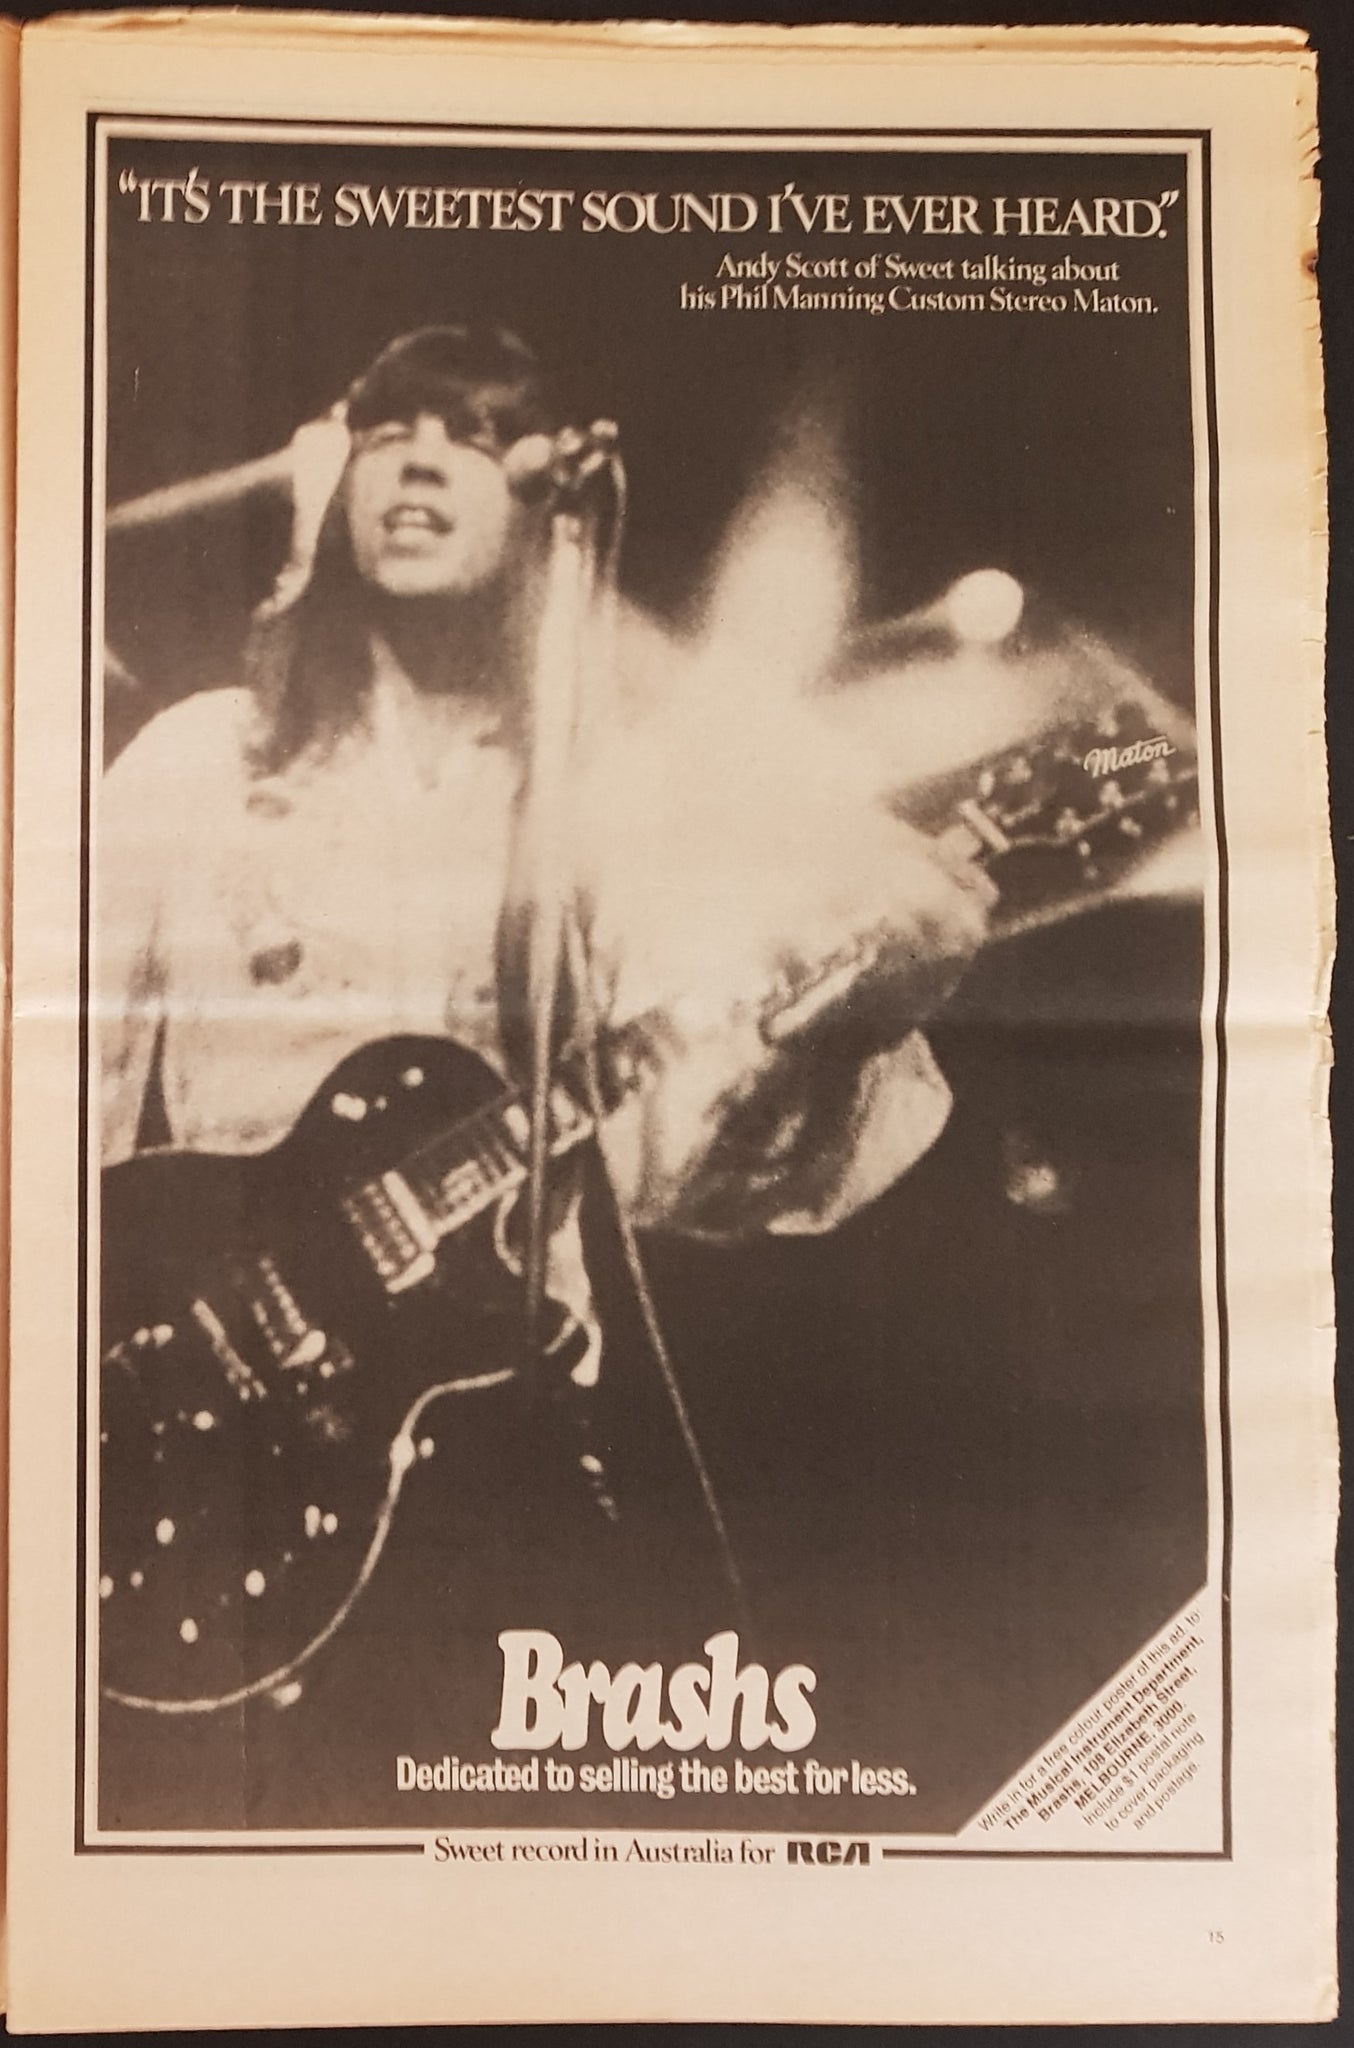 “IT'S THE SWEETEST SOUND I'VE EVER HEARD.”
Andy Scott of Sweet talking about
his Phil Manning Custom Stereo Maton.
Maton
Brashs
Dedicated to selling the best for less.
Write in for a free colour poster of this ad, to:
The Musical Instrument Department,
Brashs, 108 Elizabeth Street,
MELBOURNE. 3000.
Include $1 postal note
to cover packaging
and postage.
Sweet record in Australia for RCA
15